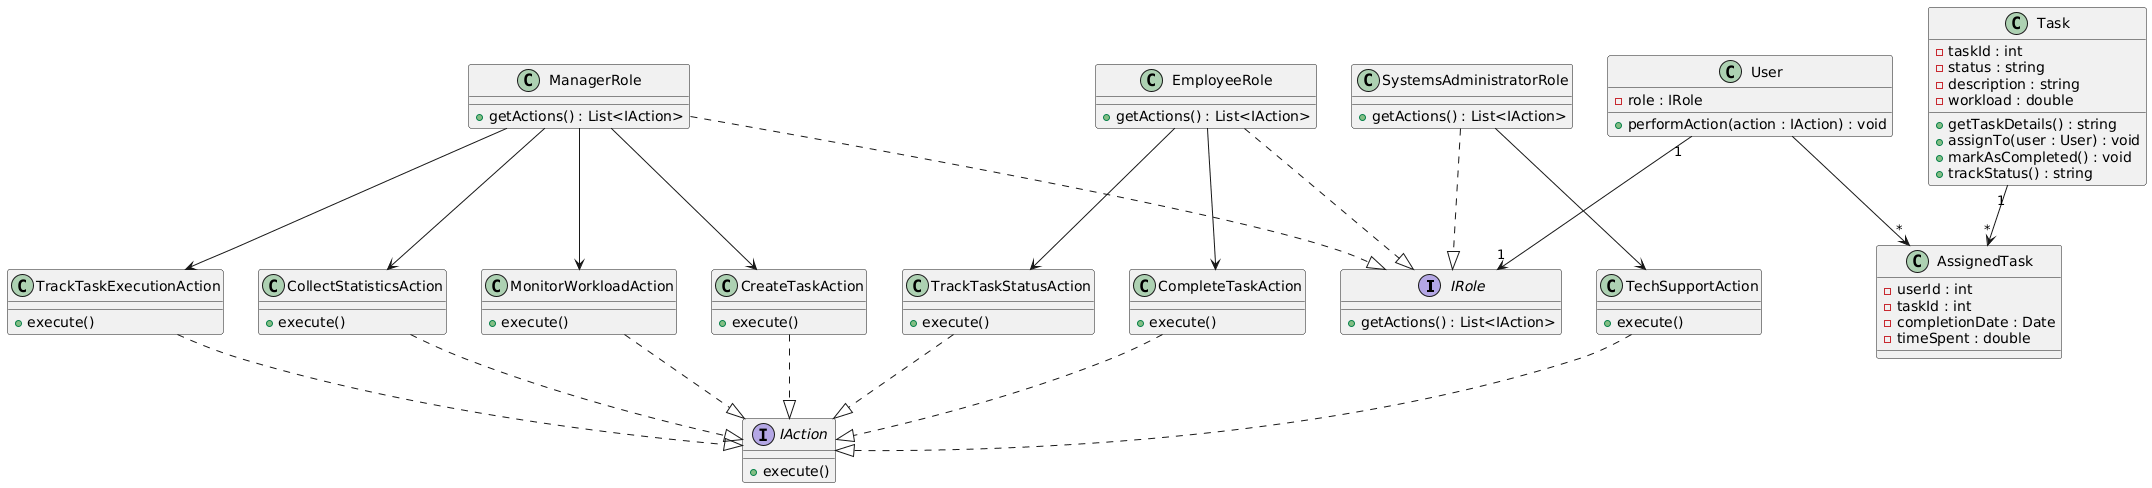 C Task
taskId : int
status : string
description : string
workload : double
getTaskDetails() : string
assignTo(user : User) : void
markAsCompleted() : void
trackStatus() : string
C ManagerRole
getActions() : List<IAction>
C EmployeeRole
getActions() : List<IAction>
C SystemsAdministratorRole
getActions() : List<IAction>
C User
role : IRole
performAction(action : IAction) : void
1
1
*
1
*
C TrackTaskExecutionAction
execute()
C CollectStatisticsAction
execute()
C MonitorWorkloadAction
execute()
C CreateTaskAction
execute()
C TrackTaskStatusAction
execute()
C CompleteTaskAction
execute()
I IRole
getActions() : List<IAction>
C TechSupportAction
execute()
C AssignedTask
userId : int
taskId : int
completionDate : Date
timeSpent : double
I IAction
execute()